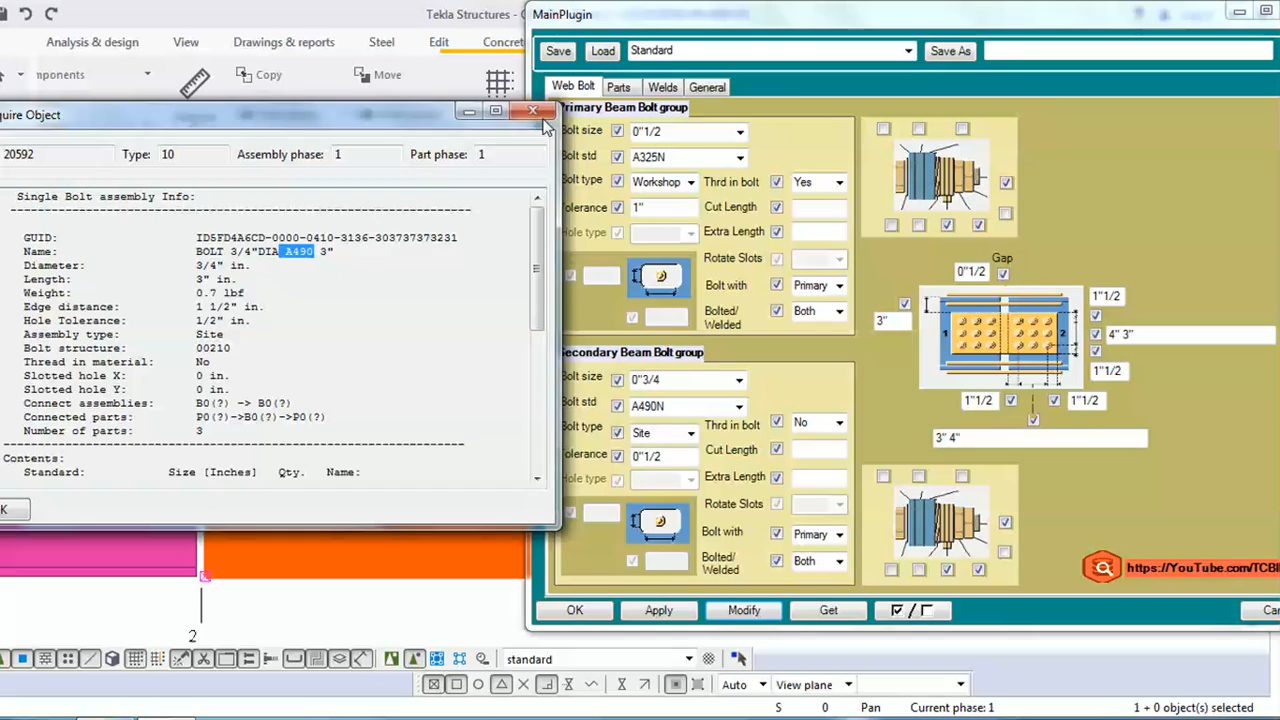 Tekla Structures -
MainPlugin
Analysis & design View Drawings & reports Steel Edit Concret
Save Load Standard Save As
mponents Copy Move
Web Bolt Parts Welds General
quire Object
Primary Beam Bolt group
Bolt size 0"1/2
Bolt std A325N
20592 Type: 10 Assembly phase: 1 Part phase: 1
Bolt type Workshop Thrd in bolt Yes
Tolerance 1" Cut Length
Hole type Extra Length
Rotate Slots
Bolt with Primary
Bolted/
Welded Both
Single Bolt assembly Info:
GUID: ID5FD4A6CD-0000-0410-3136-303737373231
Name: BOLT 3/4"DIA A490 3"
Diameter: 3/4" in.
Length: 3" in.
Weight: 0.7 lbf
Edge distance: 1 1/2" in.
Hole Tolerance: 1/2" in.
Assembly type: Site
Bolt structure: 00210
Thread in material: No
Slotted hole X: 0 in.
Slotted hole Y: 0 in.
Connect assemblies: B0(?) -> B0(?)
Connected parts: P0(?)->B0(?)->P0(?)
Number of parts: 3
Contents:
Standard: Size [Inches] Qty. Name:
K
Secondary Beam Bolt group
Bolt size 0"3/4
Bolt std A490N
Bolt type Site Thrd in bolt No
Tolerance 0"1/2 Cut Length
Hole type Extra Length
Rotate Slots
Bolt with Primary
Bolted/
Welded Both
Gap
0"1/2
3"
1"1/2
1 2
4" 3"
1"1/2
1"1/2 1"1/2
3" 4"
https://YouTube.com/TCBI
OK Apply Modify Get / Can
2
standard
Auto View plane
S 0 Pan Current phase: 1 1 + 0 object(s) selected